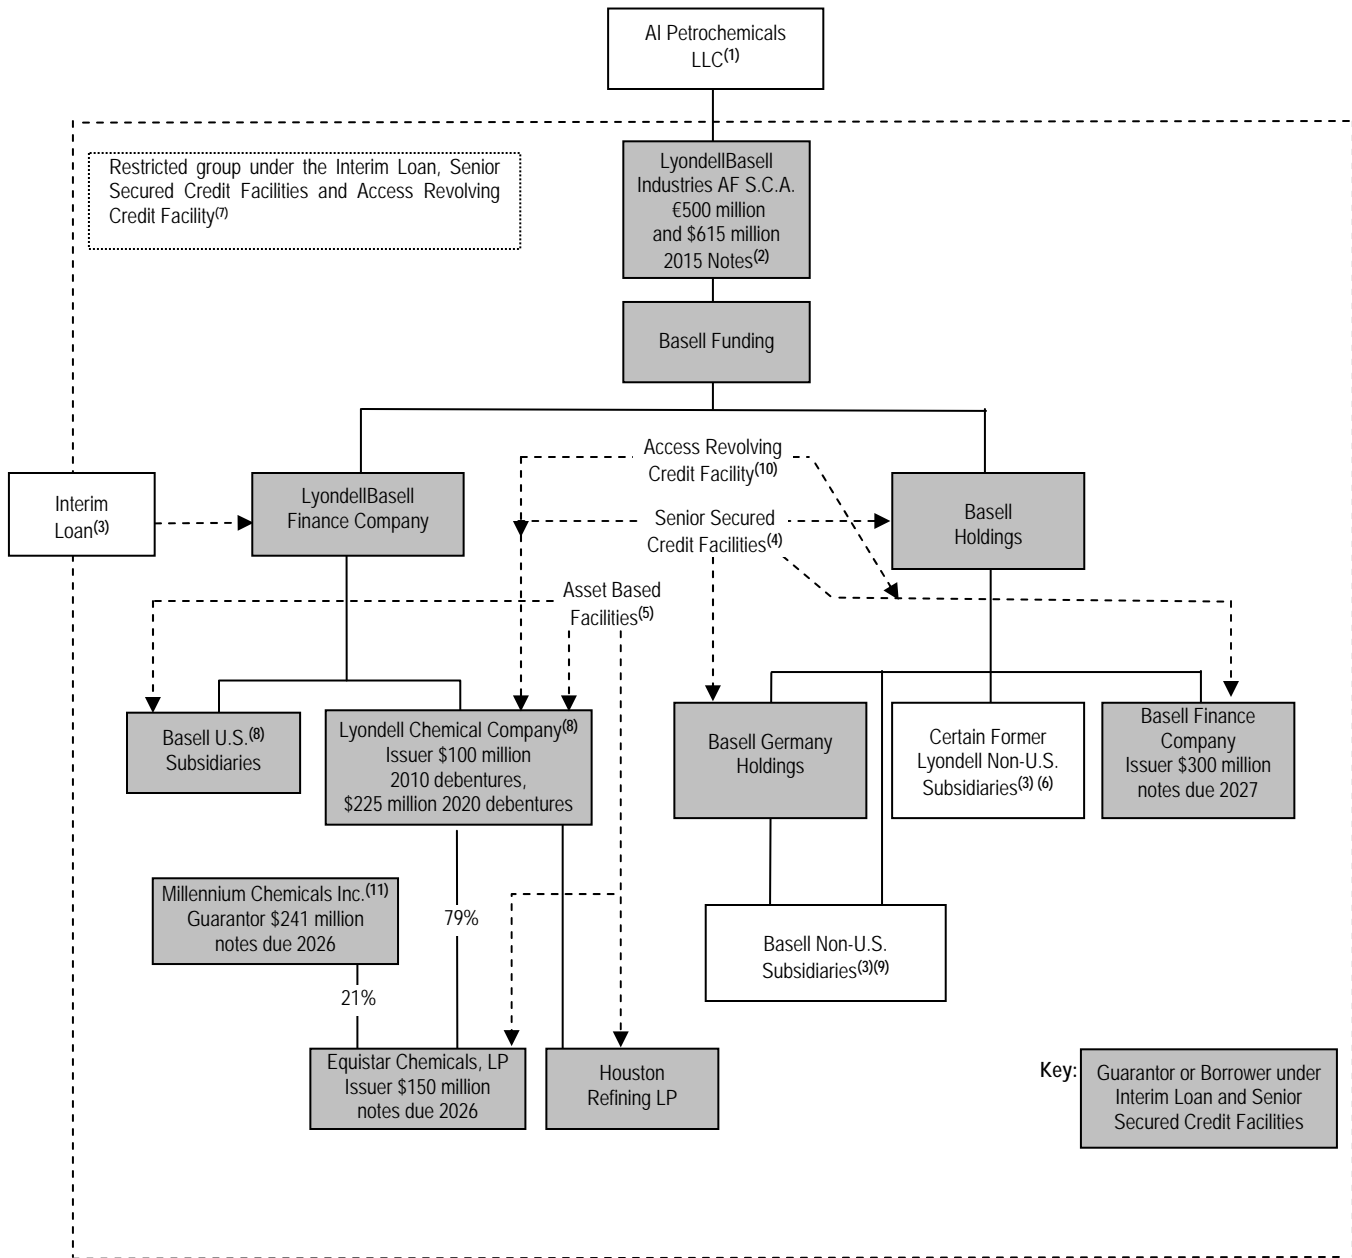 AI Petrochemicals
LLC(1)
Restricted group under the Interim Loan, Senior
Secured Credit Facilities and Access Revolving
Credit Facility(7)
LyondellBasell
Industries AF S.C.A.
€500 million
and $615 million
2015 Notes(2)
Basell Funding
Access Revolving
Credit Facility(10)
Interim
Loan(3)
LyondellBasell
Finance Company
Senior Secured
Credit Facilities(4)
Basell
Holdings
Asset Based
Facilities(5)
Basell U.S.(8)
Subsidiaries
Lyondell Chemical Company(8)
Issuer $100 million
2010 debentures,
$225 million 2020 debentures
Basell Germany
Holdings
Certain Former
Lyondell Non-U.S.
Subsidiaries(3) (6)
Basell Finance
Company
Issuer $300 million
notes due 2027
Millennium Chemicals Inc.(11)
Guarantor $241 million
notes due 2026
79%
Basell Non-U.S.
Subsidiaries(3)(9)
21%
Equistar Chemicals, LP
Issuer $150 million
notes due 2026
Houston
Refining LP
Key:
Guarantor or Borrower under
Interim Loan and Senior
Secured Credit Facilities